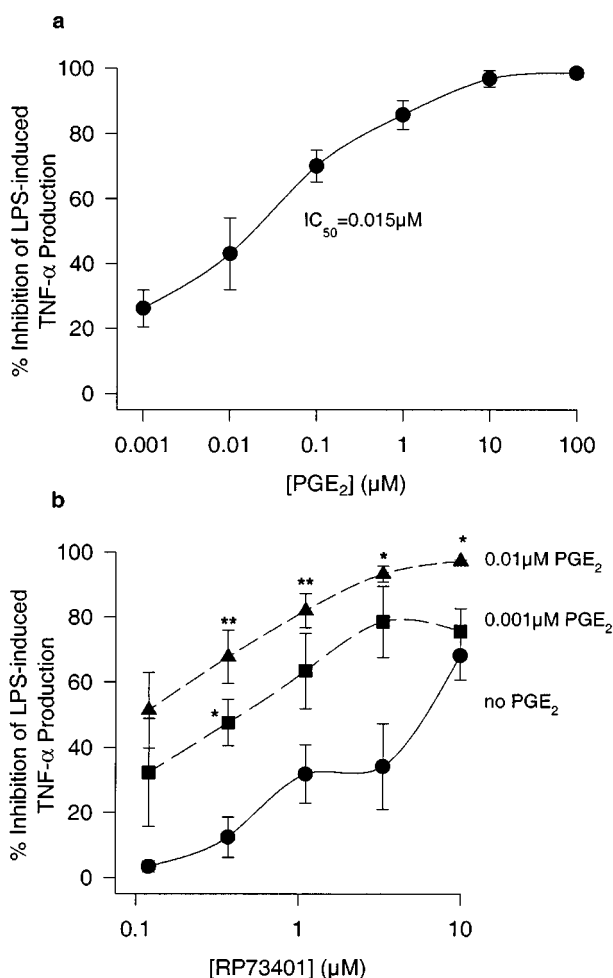 a
% Inhibition of LPS-induced
TNF-α Production
100
80
60
40
20
0
IC₅₀=0.015µM
0.001
0.01
0.1
1
10
100
[PGE₂] (µM)
b
% Inhibition of LPS-induced
TNF-α Production
100
80
60
40
20
0
**
*
**
*
*
0.01µM PGE₂
0.001µM PGE₂
no PGE₂
0.1
1
10
[RP73401] (µM)